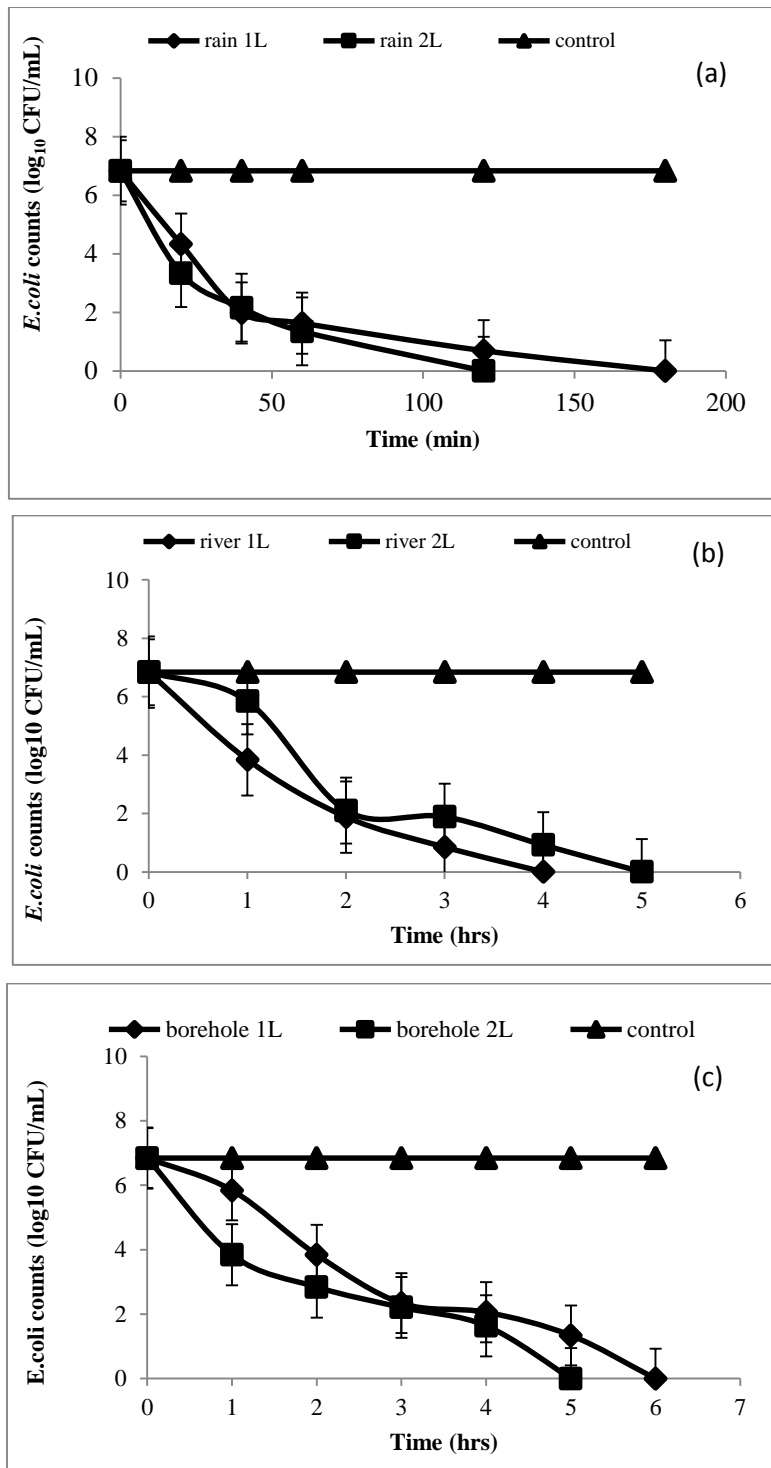 rain 1L rain 2L control
(a)
E.coli counts (log10 CFU/mL)
10
8
6
4
2
0
0 50 100 150 200
Time (min)
river 1L river 2L control
(b)
E.coli counts (log10 CFU/mL)
10
8
6
4
2
0
0 1 2 3 4 5 6
Time (hrs)
borehole 1L borehole 2L control
(c)
E.coli counts (log10 CFU/mL)
10
8
6
4
2
0
0 1 2 3 4 5 6 7
Time (hrs)